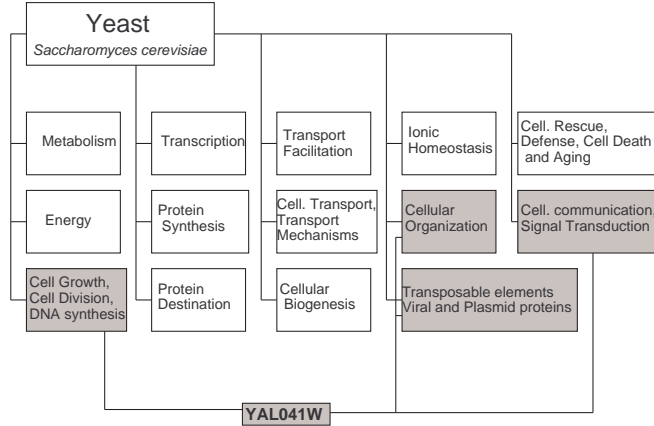 Yeast
Saccharomyces cerevisiae
Metabolism
Transcription
Transport
Facilitation
Ionic
Homeostasis
Cell. Rescue,
Defense, Cell Death
and Aging
Energy
Protein
Synthesis
Cell. Transport,
Transport
Mechanisms
Cellular
Organization
Cell. communication,
Signal Transduction
Cell Growth,
Cell Division,
DNA synthesis
Protein
Destination
Cellular
Biogenesis
Transposable elements
Viral and Plasmid proteins
YAL041W